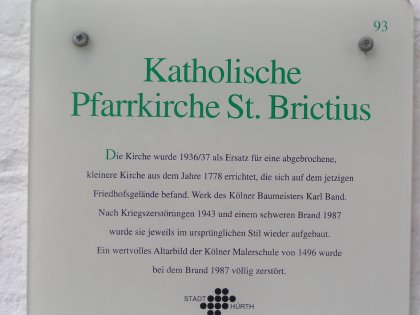 93
Katholische
Pfarrkirche St. Brictius
Die Kirche wurde 1936/37 als Ersatz für eine abgebrochene,
kleinere Kirche aus dem Jahre 1778 errichtet, die sich auf dem jetzigen
Friedhofsgelände befand. Werk des Kölner Baumeisters Karl Band.
Nach Kriegszerstörungen 1943 und einem schweren Brand 1987
wurde sie jeweils im ursprünglichen Stil wieder aufgebaut.
Ein wertvolles Altarbild der Kölner Malerschule von 1496 wurde
bei dem Brand 1987 völlig zerstört.
STADT HÜRTH